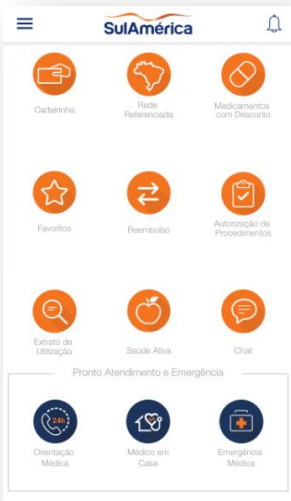 SulAmérica
Carteirinha
Rede
Referenciada
Medicamentos
com Desconto
Favoritos
Reembolso
Autorização de
Procedimentos
Extrato de
Utilização
Saúde Ativa
Chat
Pronto Atendimento e Emergência
24h
Orientação
Médica
Médico em
Casa
Emergência
Médica